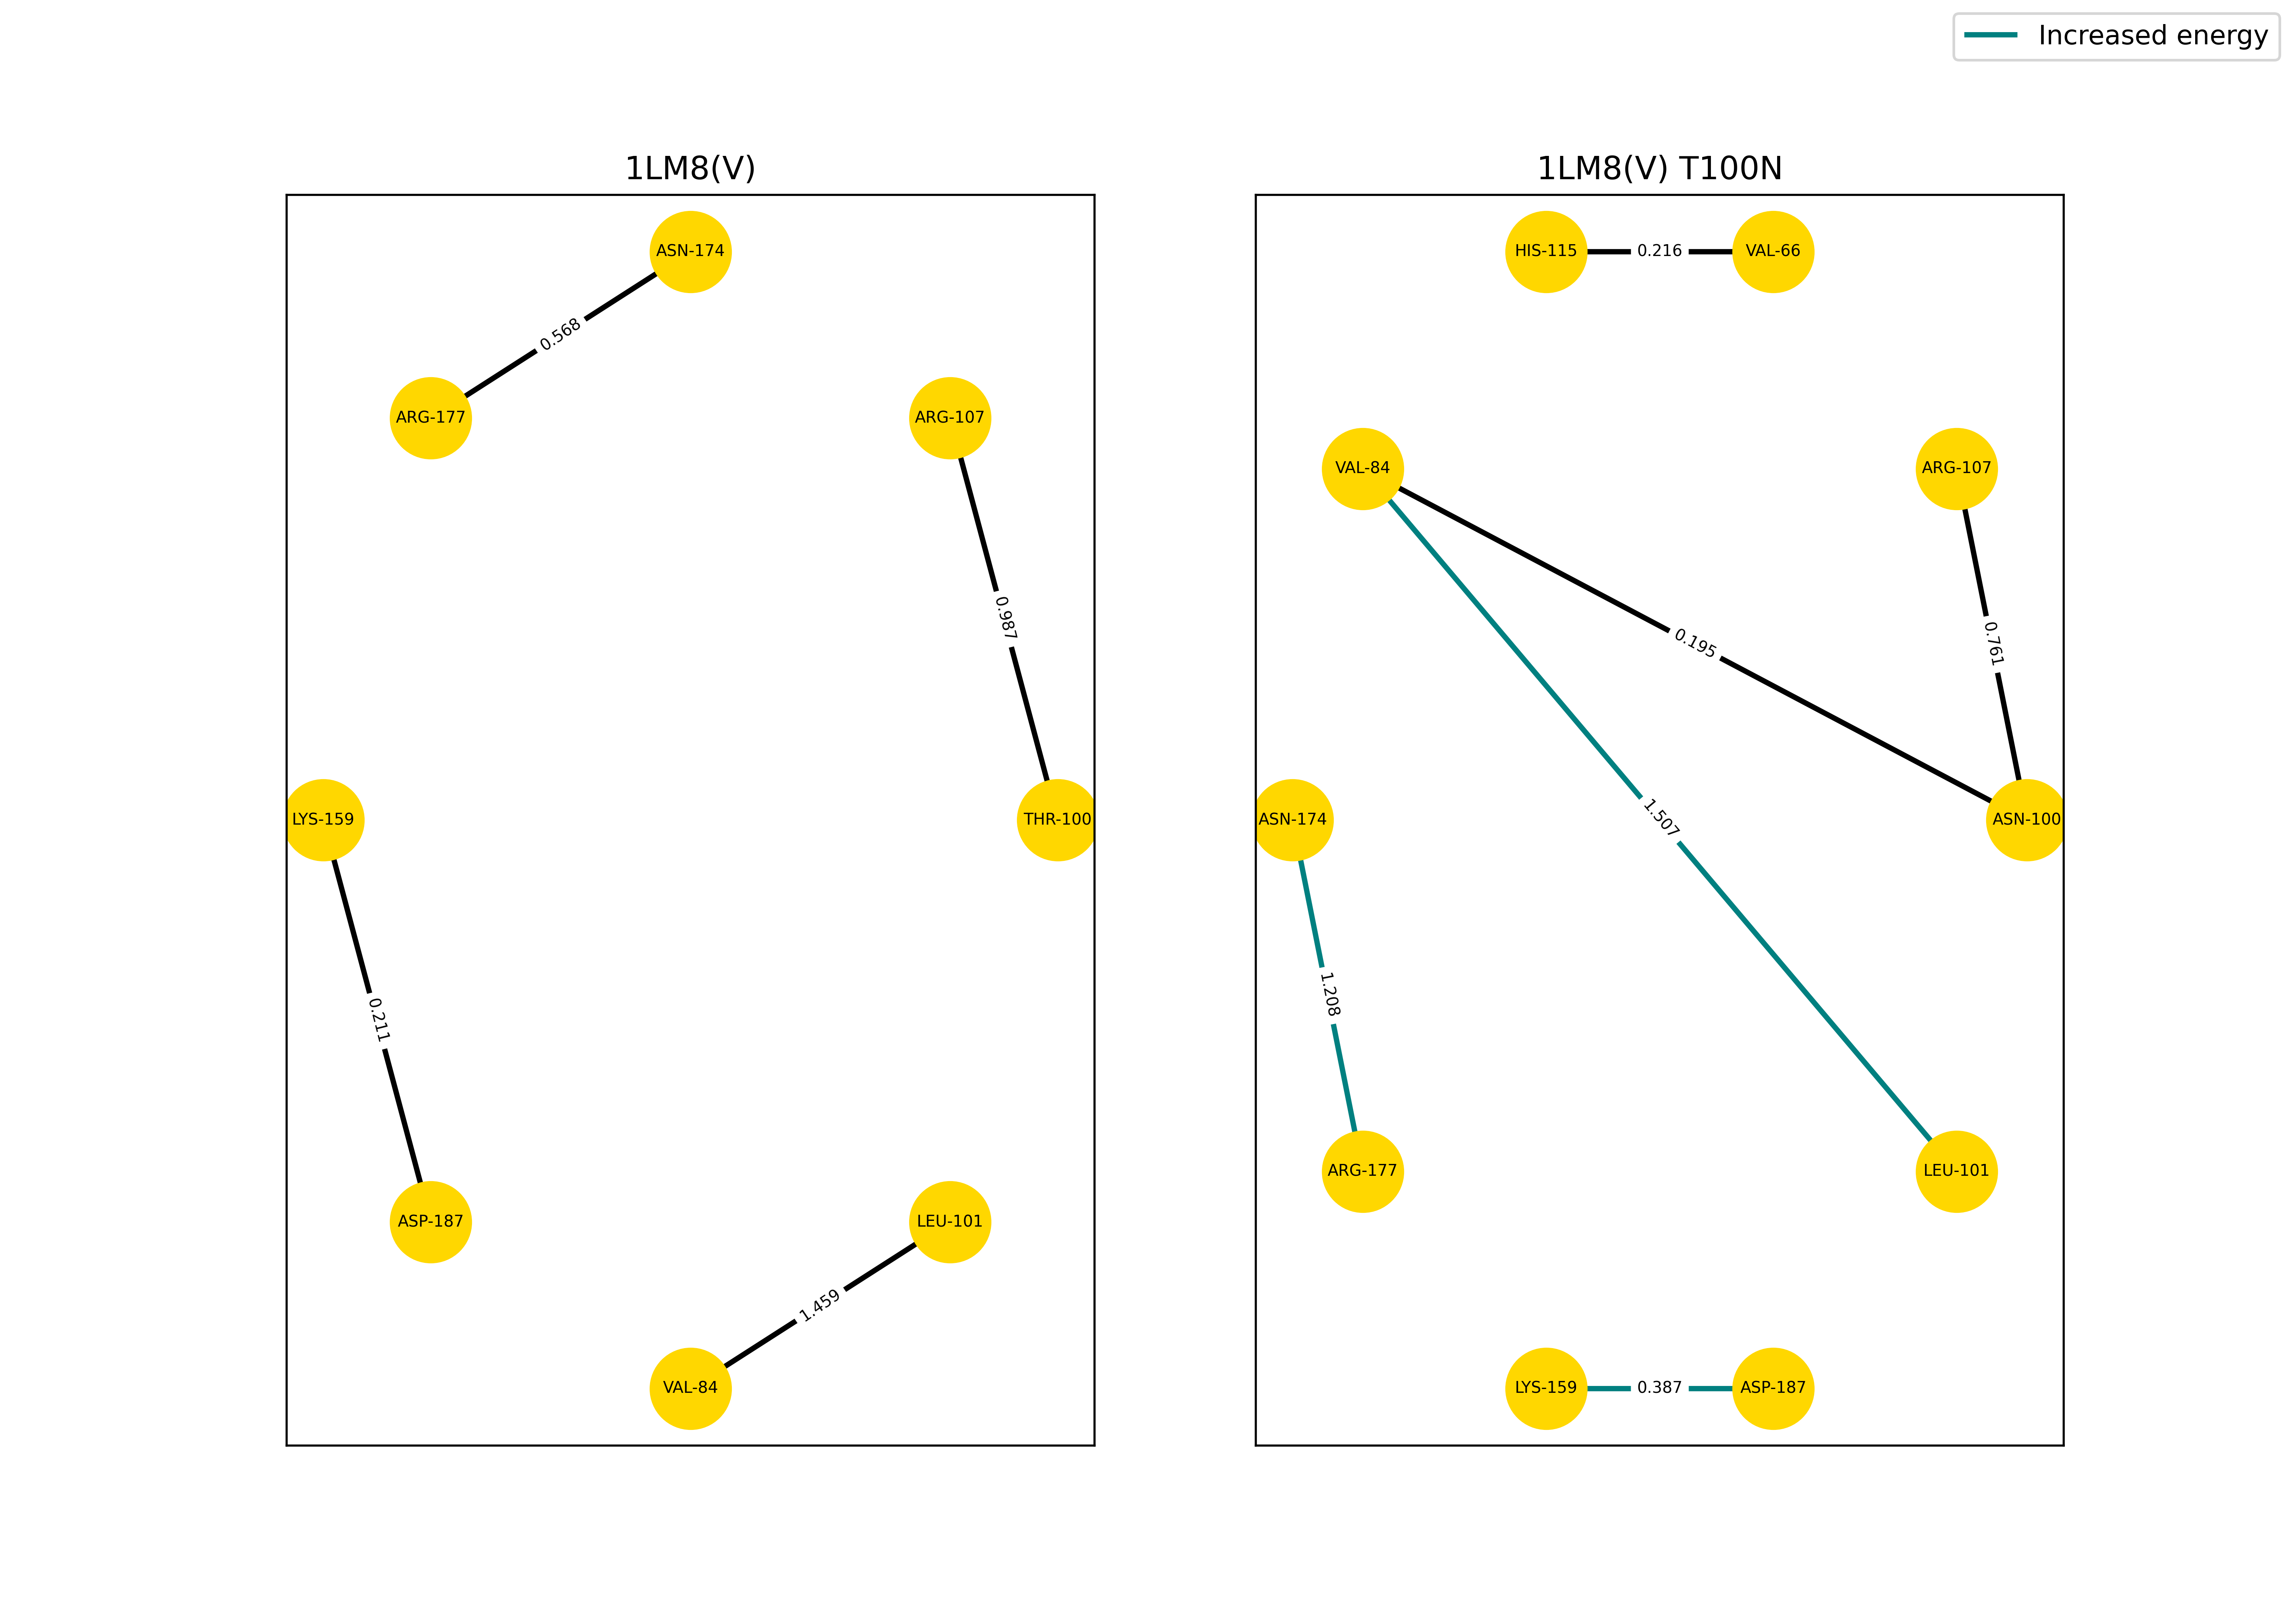 Increased energy
1LM8(V)
ASN-174
0.568
ARG-177
ARG-107
0.987
LYS-159
THR-100
0.211
ASP-187
LEU-101
1.459
VAL-84
1LM8(V) T100N
HIS-115
0.216
VAL-66
VAL-84
ARG-107
0.195
0.761
ASN-174
1.507
ASN-100
1.208
ARG-177
LEU-101
LYS-159
0.387
ASP-187